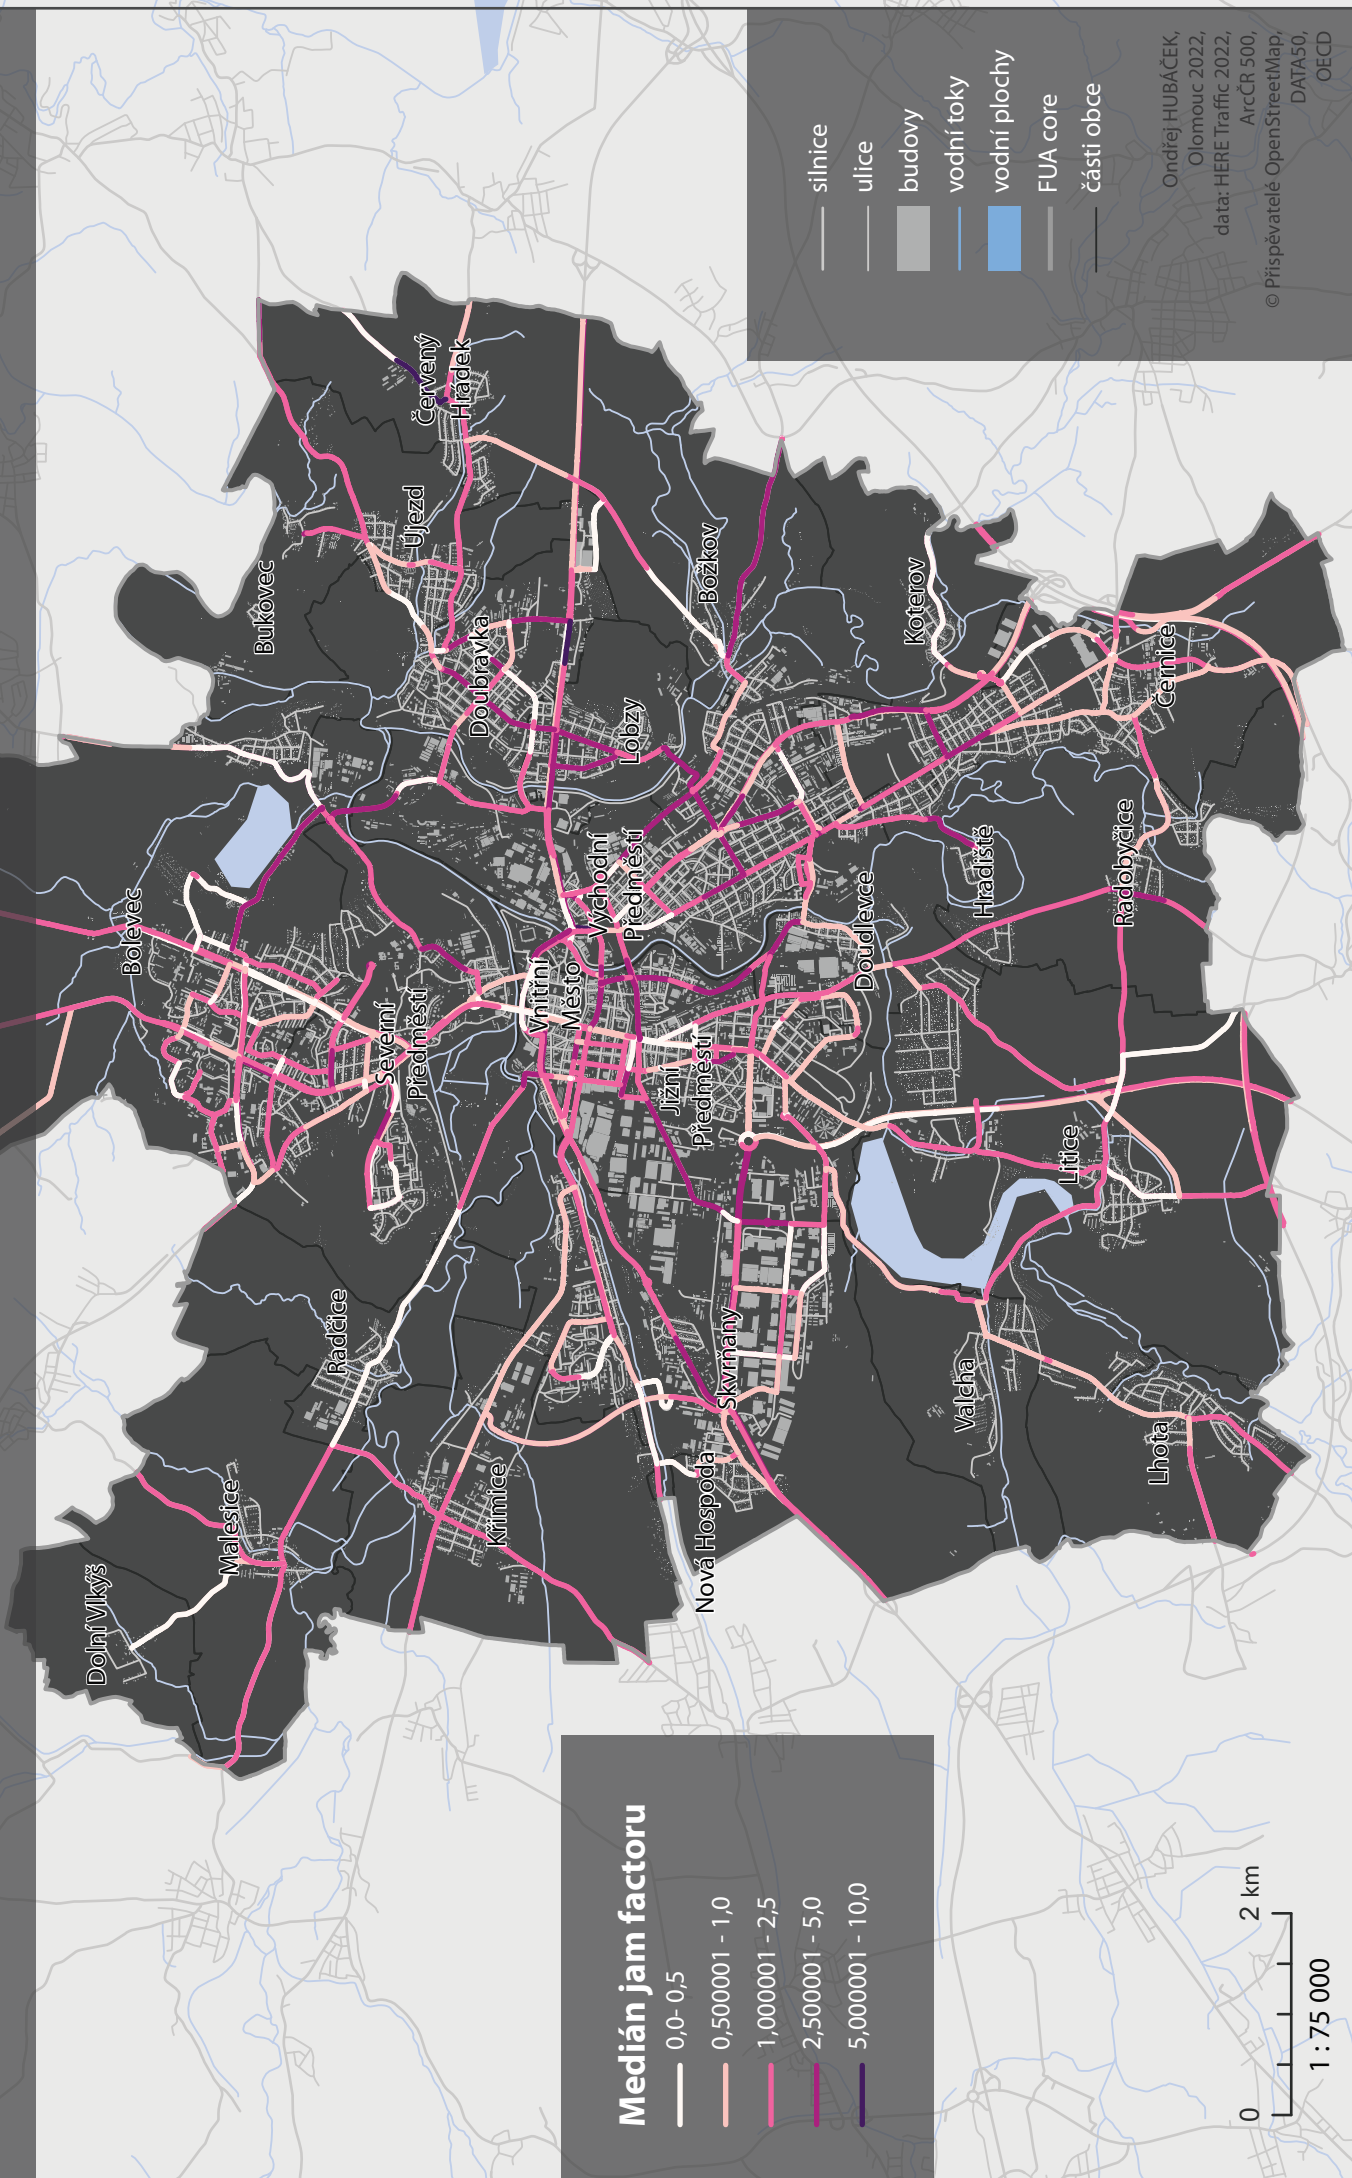 Dolní Vlkýš
Malesice
Radčice
Křimice
Nová Hospoda
Skvrňany
Valcha
Lhota
Litice
Bolevec
Severní
Předměstí
Vnitřní
Město
Jižní
Předměstí
Východní
Předměstí
Doudlevce
Hradiště
Radobyčice
Bukovec
Újezd
Červený
Hrádek
Doubravka
Lobzy
Božkov
Koterov
Černice
Medián jam factoru
0,0- 0,5
0,500001 - 1,0
1,000001 - 2,5
2,500001 - 5,0
5,000001 - 10,0
0
2 km
1 : 75 000
silnice
ulice
budovy
vodní toky
vodní plochy
FUA core
části obce
Ondřej HUBÁČEK,
Olomouc 2022,
data: HERE Traffic 2022,
ArcČR 500,
© Přispěvatelé OpenStreetMap,
DATA50,
OECD